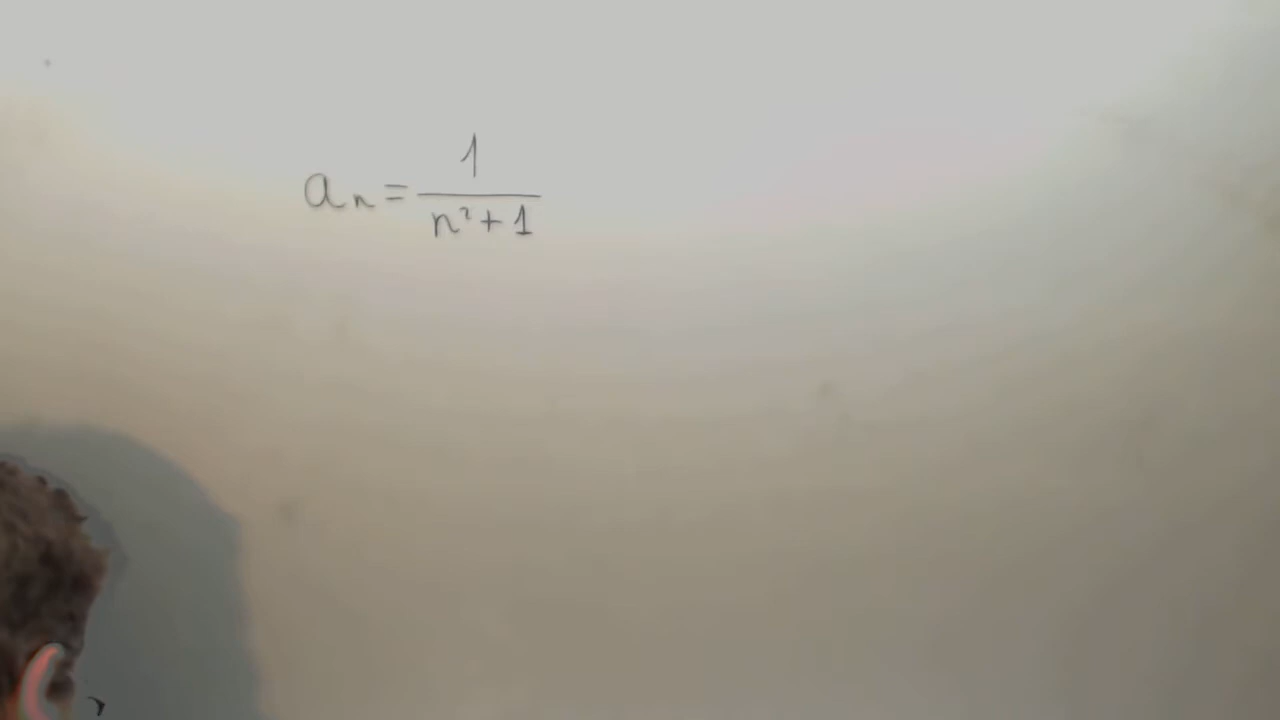 aₙ = 1/(n²+1)